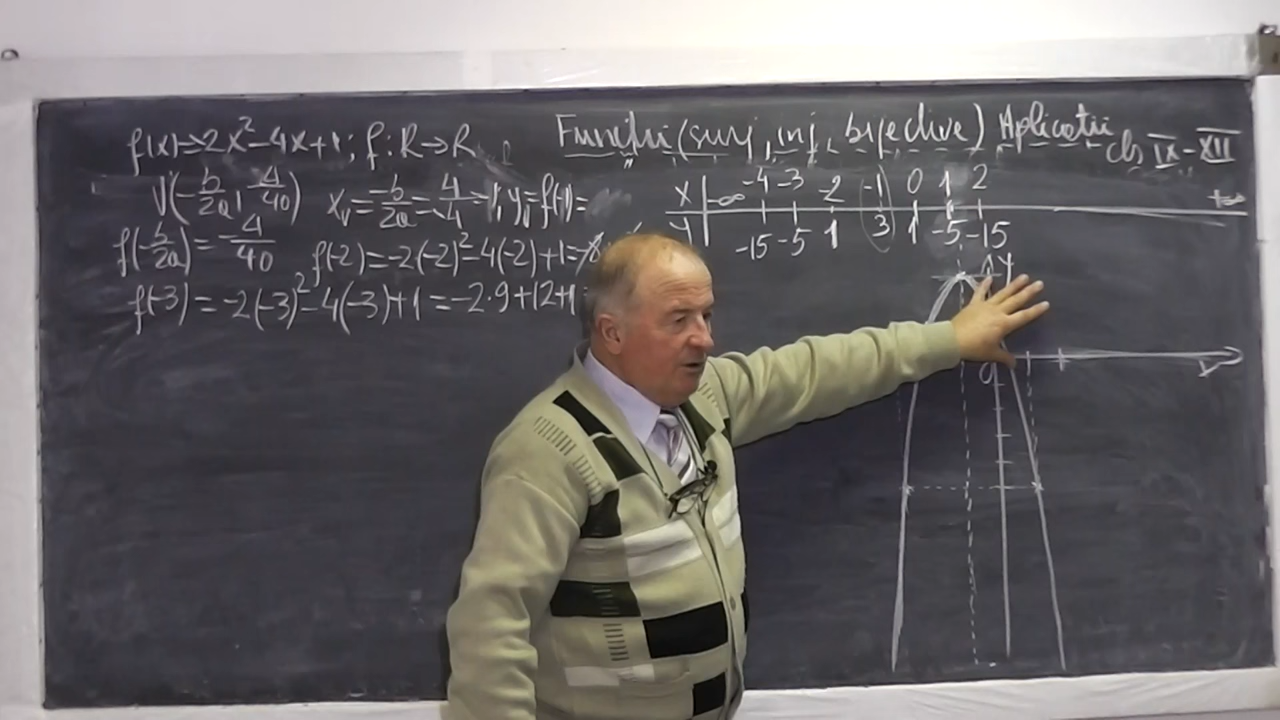 Funcții (surj, inj, bijective) Aplicații cls IX-XII
f(x)=-2x²-4x+1; f: R→R
V(-b/2a, -Δ/4a) x_v=-b/2a=4/-4=-1, y_v=f(-1)=
f(-b/2a)=-Δ/4a f(-2)=-2(-2)²-4(-2)+1=-8
f(-3)=-2(-3)²-4(-3)+1=-2·9+12+1
x | -∞ -4 -3 -2 -1 0 1 2 +∞
y | -15 -5 1 3 1 -5 -15
y
0
x